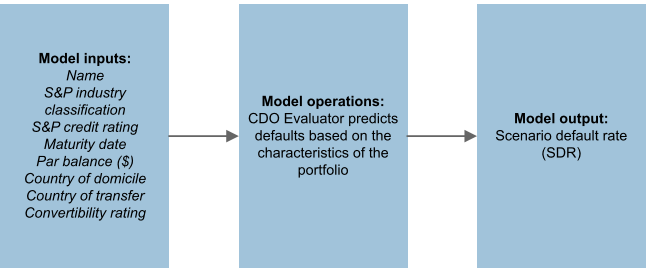 Model inputs:
Name
S&P industry
classification
S&P credit rating
Maturity date
Par balance ($)
Country of domicile
Country of transfer
Convertibility rating
Model operations:
CDO Evaluator predicts
defaults based on the
characteristics of the
portfolio
Model output:
Scenario default rate
(SDR)